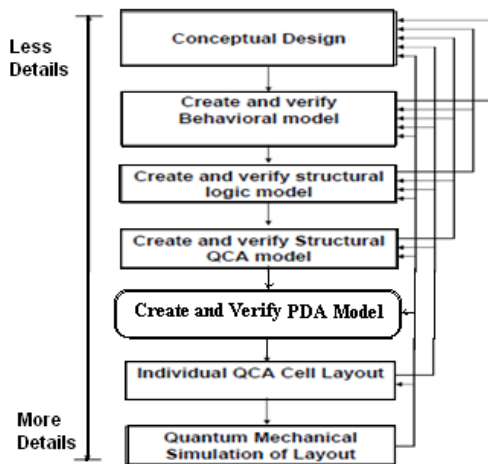 Less
Details
Conceptual Design
Create and verify
Behavioral model
Create and verify structural
logic model
Create and verify Structural
QCA model
Create and Verify PDA Model
Individual QCA Cell Layout
More
Details
Quantum Mechanical
Simulation of Layout